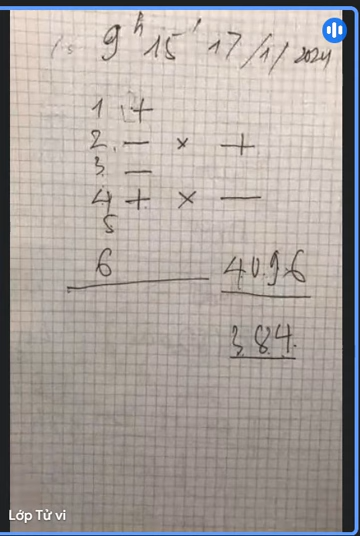 9h 15' 17/1/2024
1 +
2. — × +
3 —
4 + × —
5
6 40.96
3.84.
Lớp Tử vi